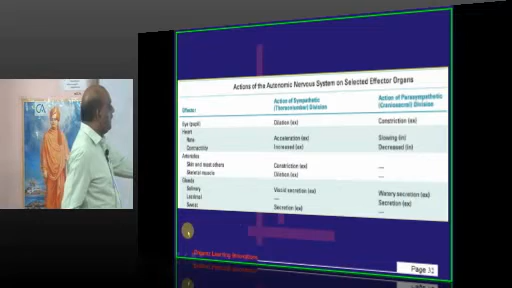 Actions of the Autonomic Nervous System on Selected Effector Organs
Effector Action of Sympathetic (Thoracolumbar) Division Action of Parasympathetic (Craniosacral) Division
Eye (pupil) Dilation (ex) Constriction (ex)
Heart
Rate Acceleration (ex) Slowing (in)
Contractility Increased (ex) Decreased (in)
Arterioles
Skin and most others Constriction (ex) —
Skeletal muscle Dilation (ex) —
Glands
Salivary Viscid secretion (ex) Watery secretion (ex)
Lacrimal — Secretion (ex)
Sweat Secretion (ex) —
Organic Learning Innovation